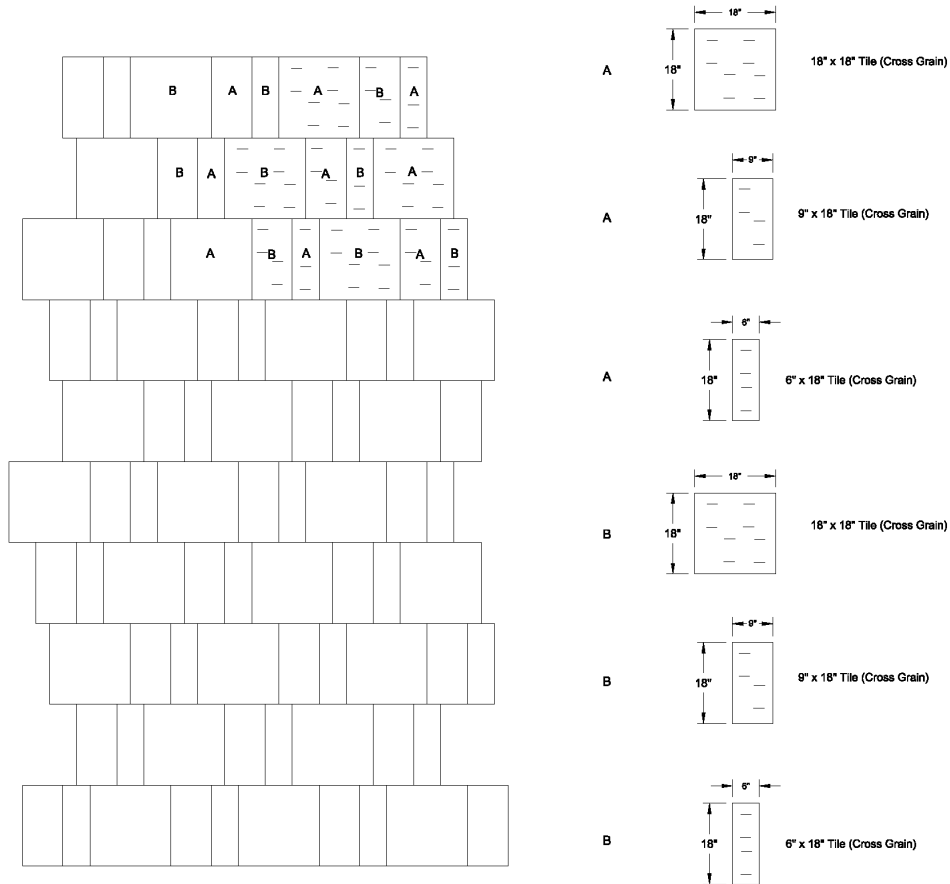 B A B A B A
B A B A B A
A B A B A B
A 18" 18" 18" x 18" Tile (Cross Grain)
A 9" 18" 9" x 18" Tile (Cross Grain)
A 6" 18" 6" x 18" Tile (Cross Grain)
B 18" 18" 18" x 18" Tile (Cross Grain)
B 9" 18" 9" x 18" Tile (Cross Grain)
B 6" 18" 6" x 18" Tile (Cross Grain)